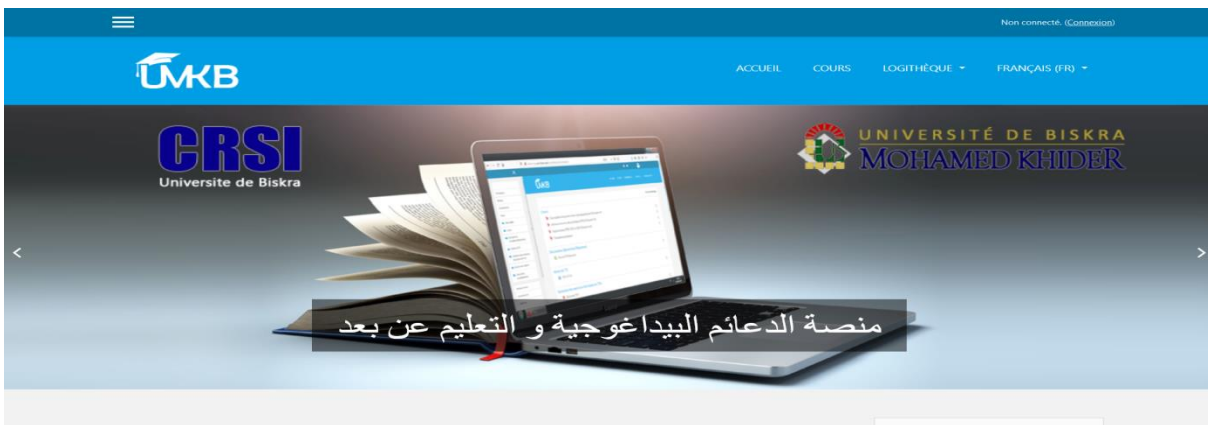 Non connecté. (Connexion)
UMKB
ACCUEIL COURS LOGITHÈQUE FRANÇAIS (FR)
CRSI
Universite de Biskra
UNIVERSITÉ DE BISKRA
MOHAMED KHIDER
UMKB
منصة الدعائم البيداغوجية و التعليم عن بعد